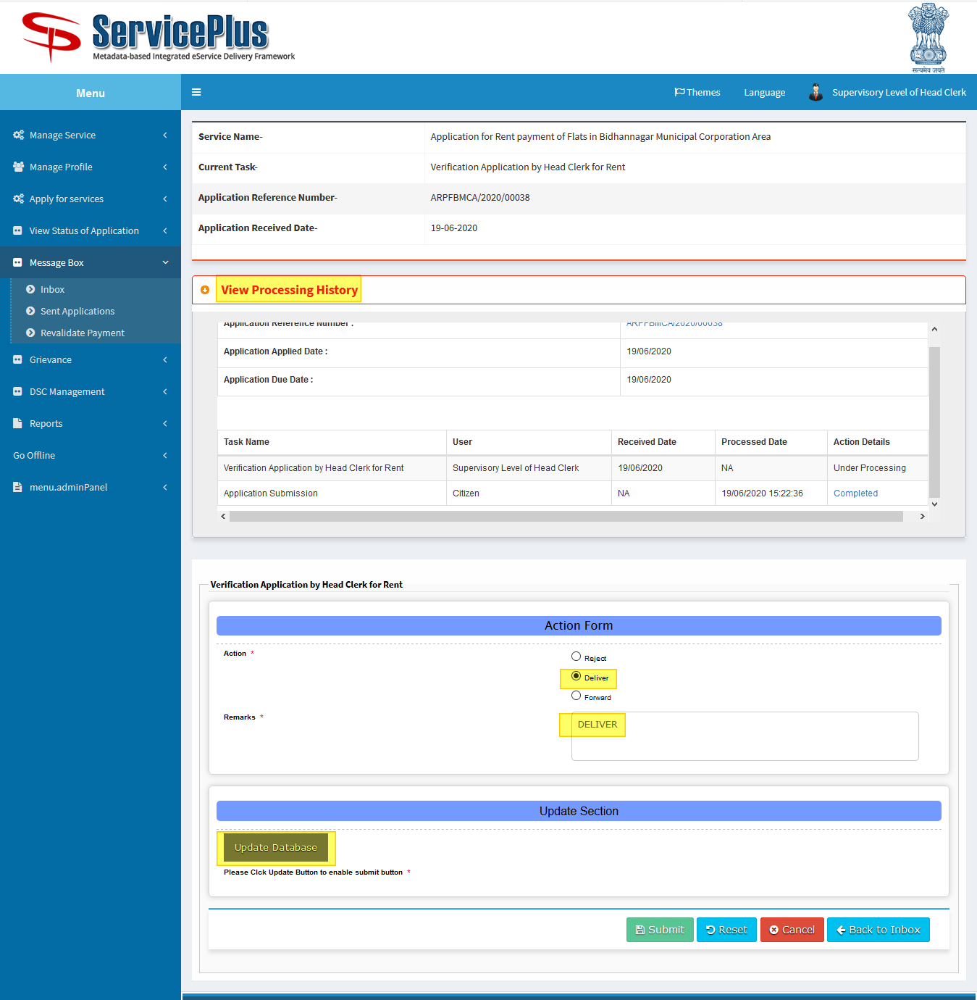 ServicePlus
Metadata-based Integrated eService Delivery Framework
सत्यमेव जयते
Menu
Themes Language Supervisory Level of Head Clerk
Manage Service
Manage Profile
Apply for services
View Status of Application
Message Box
Inbox
Sent Applications
Revalidate Payment
Grievance
DSC Management
Reports
Go Offline
menu.adminPanel
Service Name- Application for Rent payment of Flats in Bidhannagar Municipal Corporation Area
Current Task- Verification Application by Head Clerk for Rent
Application Reference Number- ARPFBMCA/2020/00038
Application Received Date- 19-06-2020
View Processing History
Application Reference Number : ARPFBMCA/2020/00038
Application Applied Date : 19/06/2020
Application Due Date : 19/06/2020
Task Name User Received Date Processed Date Action Details
Verification Application by Head Clerk for Rent Supervisory Level of Head Clerk 19/06/2020 NA Under Processing
Application Submission Citizen NA 19/06/2020 15:22:36 Completed
Verification Application by Head Clerk for Rent
Action Form
Action *
Reject
Deliver
Forward
Remarks * DELIVER
Update Section
Update Database
Please Clck Update Button to enable submit button *
Submit Reset Cancel Back to Inbox